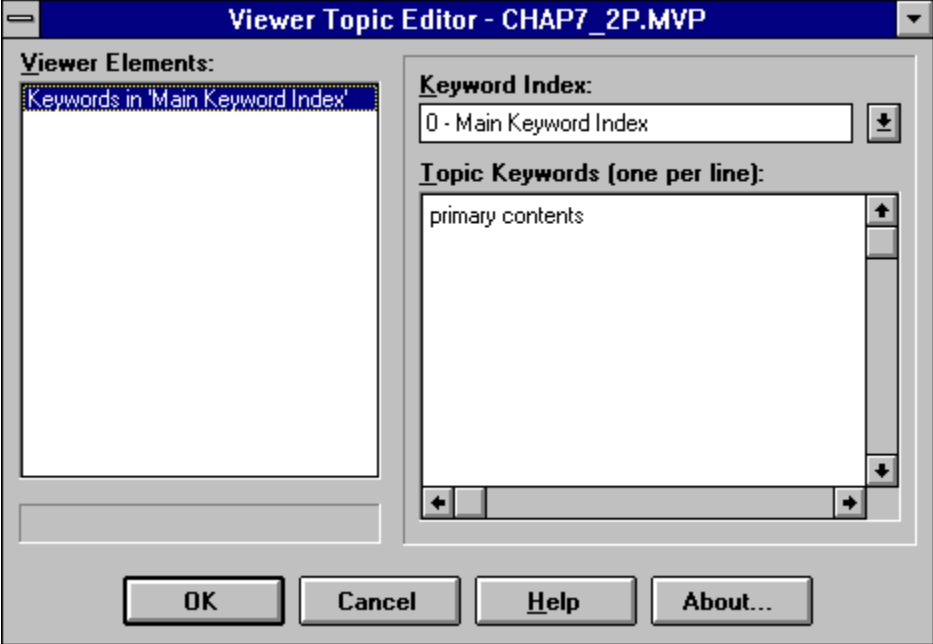 Viewer Topic Editor - CHAP7_2P.MVP
Viewer Elements:
Keywords in 'Main Keyword Index'
Keyword Index:
0 - Main Keyword Index
Topic Keywords (one per line):
primary contents
OK Cancel Help About...